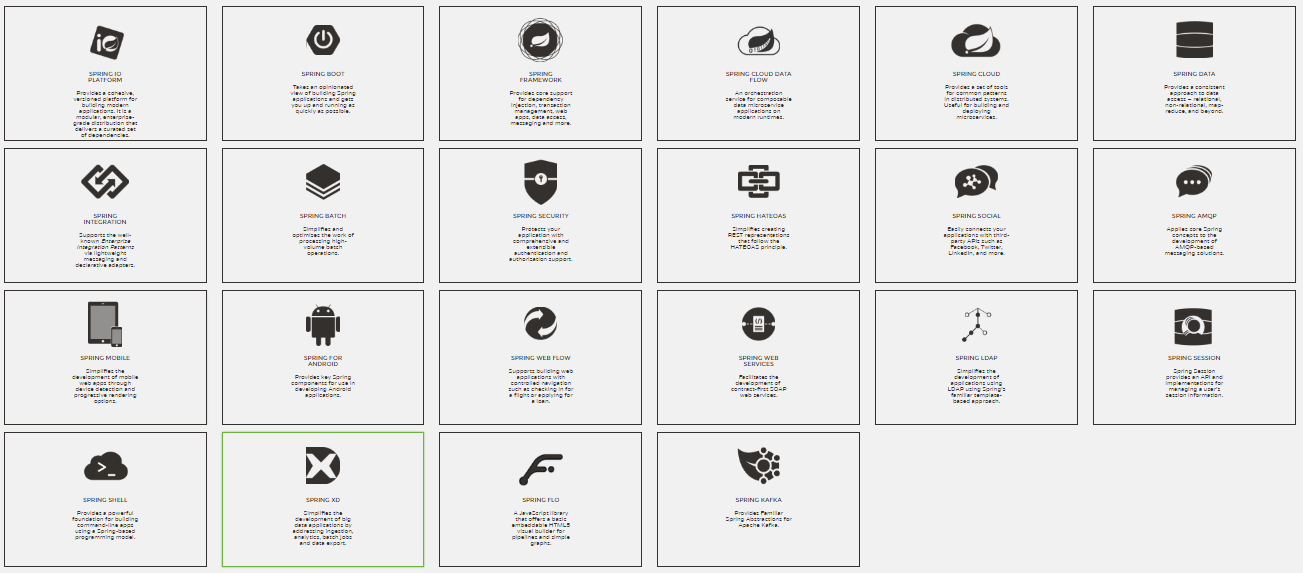 SPRING IO
PLATFORM
Provides a cohesive,
versioned platform for
building modern
applications. It is a
modular, enterprise-
grade distribution that
delivers a curated set
of dependencies.
SPRING BOOT
Takes an opinionated
view of building Spring
applications and gets
you up and running as
quickly as possible.
SPRING
FRAMEWORK
Provides core support
for dependency
injection, transaction
management, web
apps, data access,
messaging and more.
SPRING CLOUD DATA
FLOW
An orchestration
service for composable
data microservice
applications on
modern runtimes.
SPRING CLOUD
Provides a set of tools
for common patterns
in distributed systems.
Useful for building and
deploying
microservices.
SPRING DATA
Provides a consistent
approach to data
access – relational,
non-relational, map-
reduce, and beyond.
SPRING
INTEGRATION
Supports the well-
known Enterprise
Integration Patterns
via lightweight
messaging and
declarative adapters.
SPRING BATCH
Simplifies and
optimizes the work of
processing high-
volume batch
operations.
SPRING SECURITY
Protects your
application with
comprehensive and
extensible
authentication and
authorization support.
SPRING HATEOAS
Simplifies creating
REST representations
that follow the
HATEOAS principle.
SPRING SOCIAL
Easily connects your
applications with third-
party APIs such as
Facebook, Twitter,
LinkedIn, and more.
SPRING AMQP
Applies core Spring
concepts to the
development of
AMQP-based
messaging solutions.
SPRING MOBILE
Simplifies the
development of mobile
web apps through
device detection and
progressive rendering
options.
SPRING FOR
ANDROID
Provides key Spring
components for use in
developing Android
applications.
SPRING WEB FLOW
Supports building web
applications with
controlled navigation
such as checking in for
a flight or applying for
a loan.
SPRING WEB
SERVICES
Facilitates the
development of
contract-first SOAP
web services.
SPRING LDAP
Simplifies the
development of
applications using
LDAP using Spring's
familiar template-
based approach.
SPRING SESSION
Spring Session
provides an API and
implementations for
managing a user's
session information.
SPRING SHELL
Provides a powerful
foundation for building
command-line apps
using a Spring-based
programming model.
SPRING XD
Simplifies the
development of big
data applications by
addressing ingestion,
analytics, batch jobs
and data export.
SPRING FLO
A JavaScript library
that offers a basic
embeddable HTML5
visual builder for
pipelines and simple
graphs.
SPRING KAFKA
Provides Familiar
Spring Abstractions for
Apache Kafka.